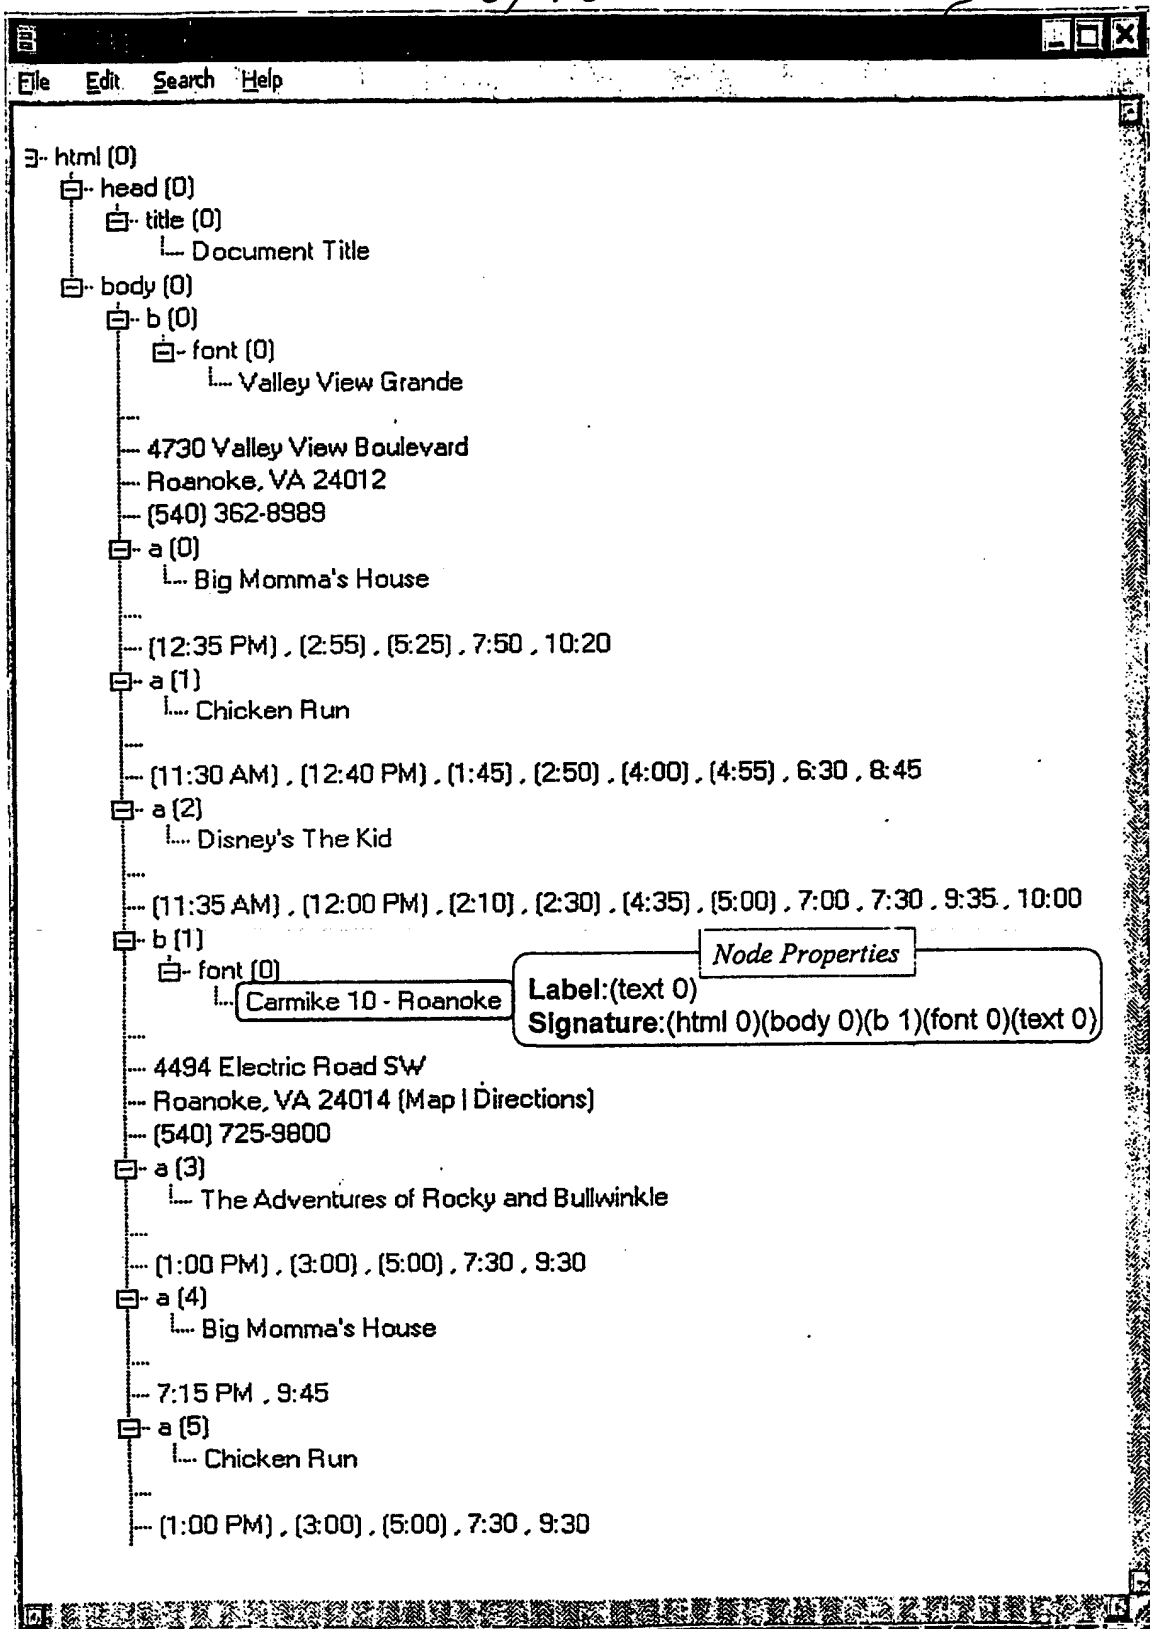 File Edit Search Help
html (0)
head (0)
title (0)
Document Title
body (0)
b (0)
font (0)
Valley View Grande
4730 Valley View Boulevard
Roanoke, VA 24012
(540) 362-8989
a (0)
Big Momma's House
(12:35 PM) , (2:55) , (5:25) , 7:50 , 10:20
a (1)
Chicken Run
(11:30 AM) , (12:40 PM) , (1:45) , (2:50) , (4:00) , (4:55) , 6:30 , 8:45
a (2)
Disney's The Kid
(11:35 AM) , (12:00 PM) , (2:10) , (2:30) , (4:35) , (5:00) , 7:00 , 7:30 , 9:35 , 10:00
b (1)
Node Properties
font (0)
Carmike 10 - Roanoke
Label:(text 0)
Signature:(html 0)(body 0)(b 1)(font 0)(text 0)
4494 Electric Road SW
Roanoke, VA 24014 (Map | Directions)
(540) 725-9800
a (3)
The Adventures of Rocky and Bullwinkle
(1:00 PM) , (3:00) , (5:00) , 7:30 , 9:30
a (4)
Big Momma's House
7:15 PM , 9:45
a (5)
Chicken Run
(1:00 PM) , (3:00) , (5:00) , 7:30 , 9:30